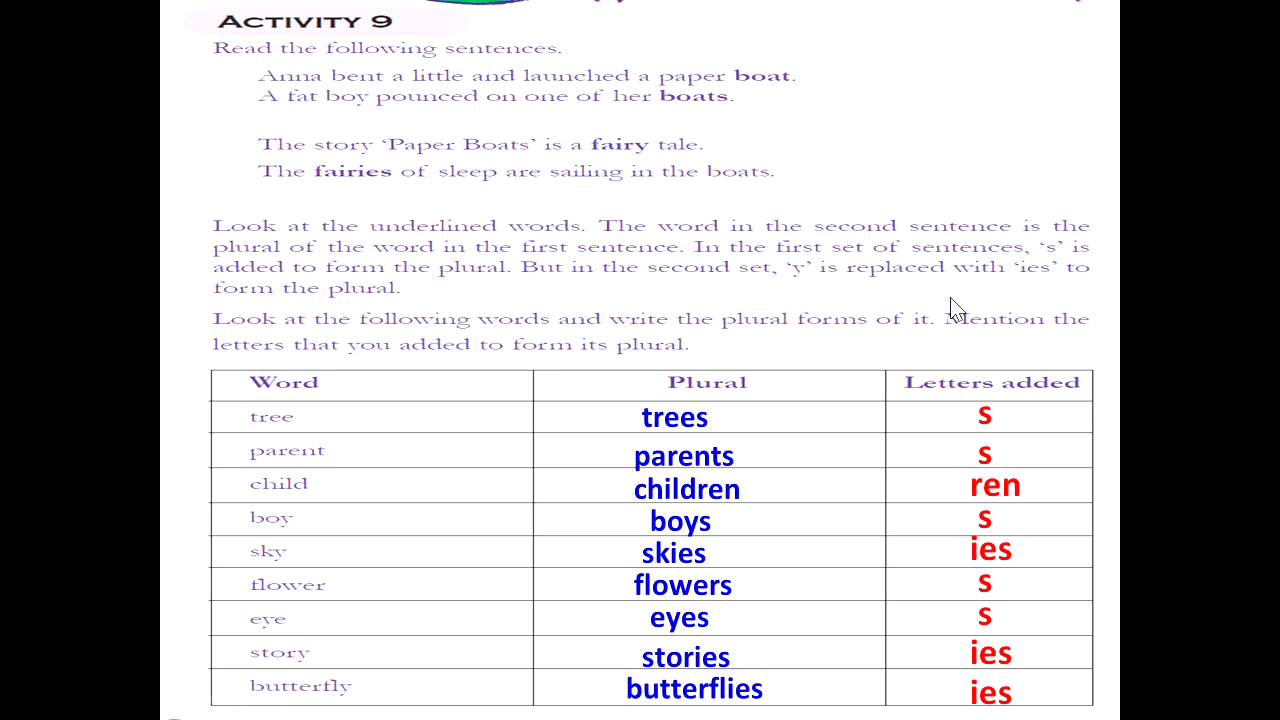 ACTIVITY 9
Read the following sentences.
Anna bent a little and launched a paper boat.
A fat boy pounced on one of her boats.
The story ‘Paper Boats’ is a fairy tale.
The fairies of sleep are sailing in the boats.
Look at the underlined words. The word in the second sentence is the
plural of the word in the first sentence. In the first set of sentences, ‘s’ is
added to form the plural. But in the second set, ‘y’ is replaced with ‘ies’ to
form the plural.
Look at the following words and write the plural forms of it. Mention the
letters that you added to form its plural.
Word Plural Letters added
tree trees s
parent parents s
child children ren
boy boys s
sky skies ies
flower flowers s
eye eyes s
story stories ies
butterfly butterflies ies